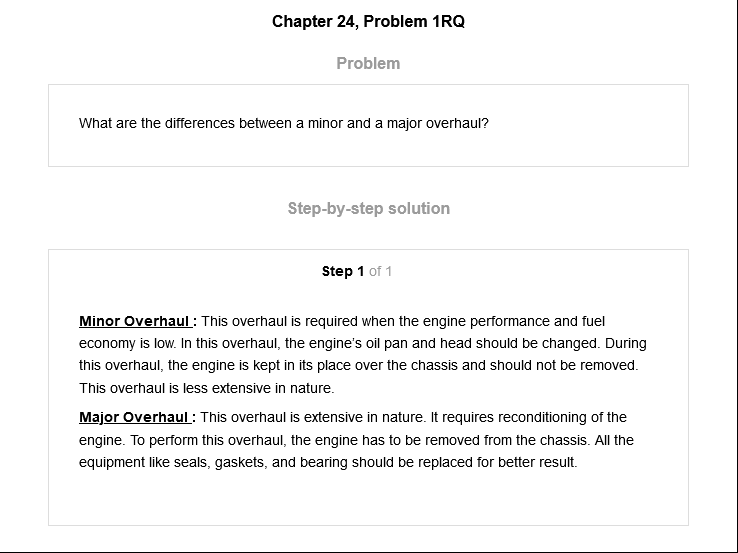 Chapter 24, Problem 1RQ
Problem
What are the differences between a minor and a major overhaul?
Step-by-step solution
Step 1 of 1
Minor Overhaul : This overhaul is required when the engine performance and fuel
economy is low. In this overhaul, the engine's oil pan and head should be changed. During
this overhaul, the engine is kept in its place over the chassis and should not be removed.
This overhaul is less extensive in nature.
Major Overhaul : This overhaul is extensive in nature. It requires reconditioning of the
engine. To perform this overhaul, the engine has to be removed from the chassis. All the
equipment like seals, gaskets, and bearing should be replaced for better result.